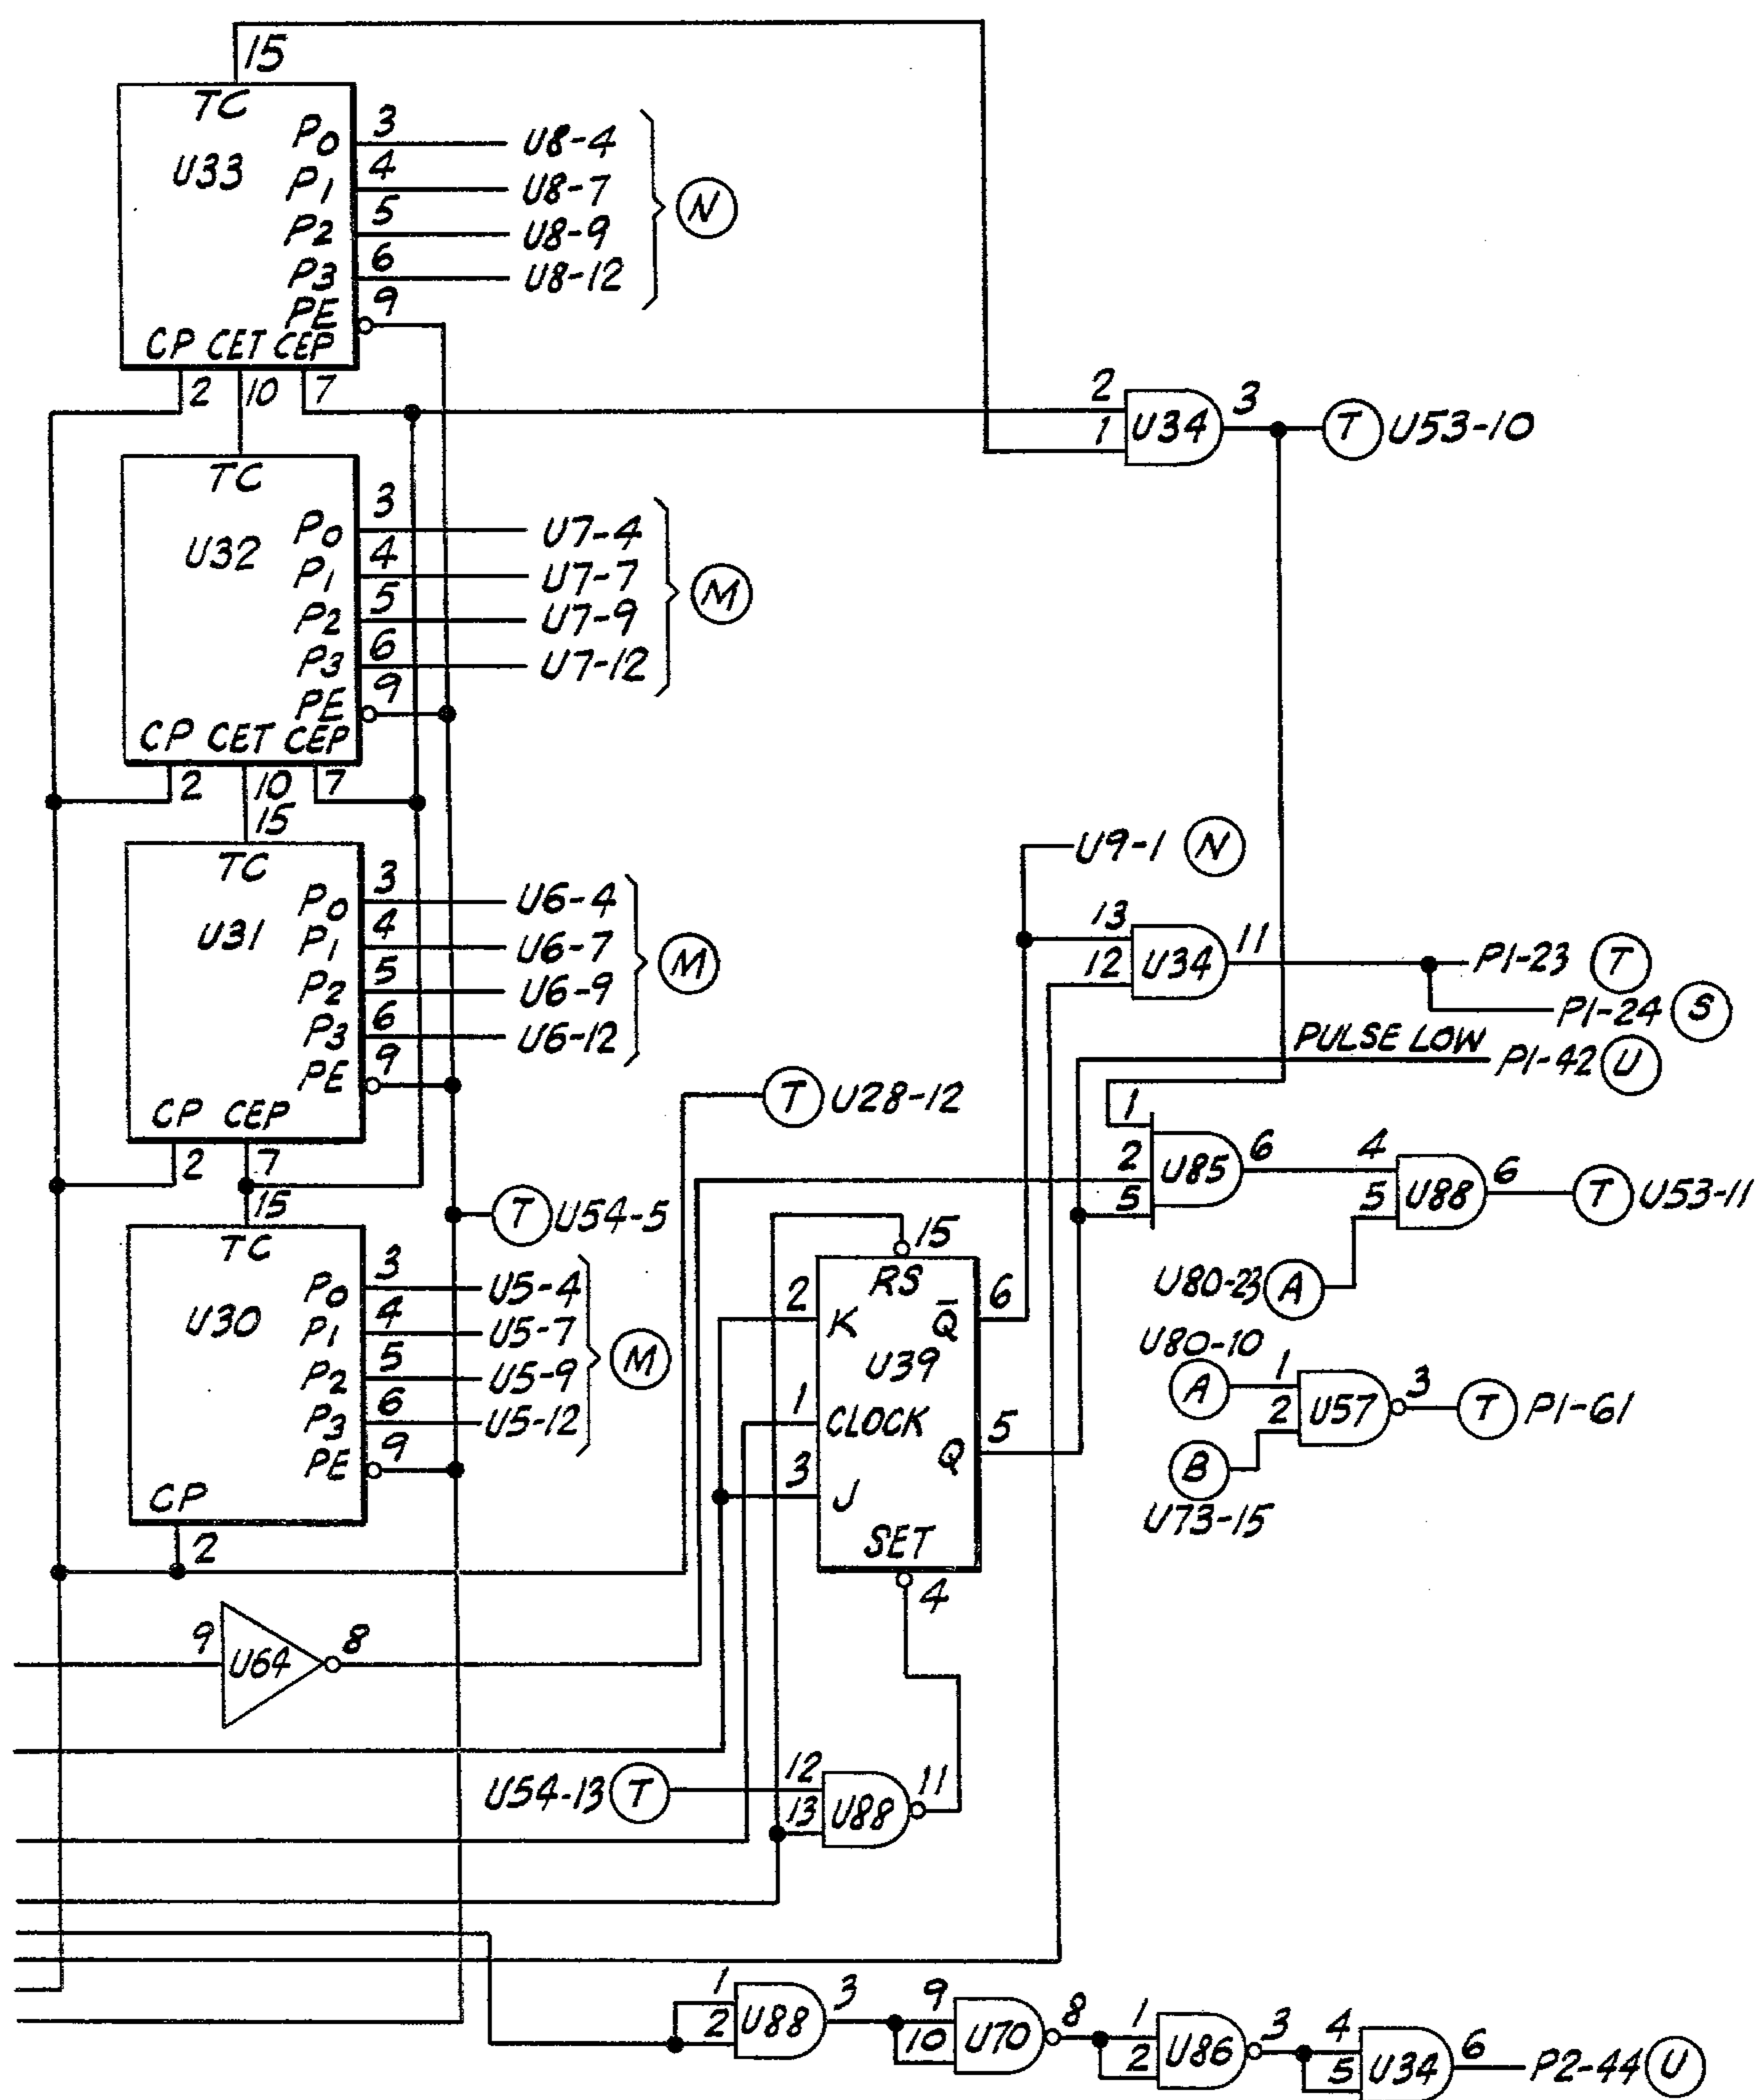 15
TC
U33
P0 3 U8-4
P1 4 U8-7
P2 5 U8-9
P3 6 U8-12
PE 9
N
CP CET CEP
2 10 7
2
1
U34
3
T U53-10
TC
U32
P0 3 U7-4
P1 4 U7-7
P2 5 U7-9
P3 6 U7-12
PE 9
M
CP CET CEP
2 10 7
15
TC
U31
P0 3 U6-4
P1 4 U6-7
P2 5 U6-9
P3 6 U6-12
PE 9
M
CP CEP
2 7
15
U9-1 N
13
12
U34
11
P1-23 T
P1-24 S
PULSE LOW
P1-42 U
T U28-12
1
2
5
U85
6
4
5
U88
6
T U53-11
U80-23 A
T U54-5
TC
U30
P0 3 U5-4
P1 4 U5-7
P2 5 U5-9
P3 6 U5-12
PE 9
M
CP
2
15
RS
2 K
Q̄ 6
U39
1 CLOCK
3 J
Q 5
SET
4
U80-10
A
1
2
U57
3
T P1-61
B
U73-15
9 U64 8
U54-13 T
12
13
U88
11
1
2
U88
3
9
10
U70
8
1
2
U86
3
4
5
U34
6
P2-44 U